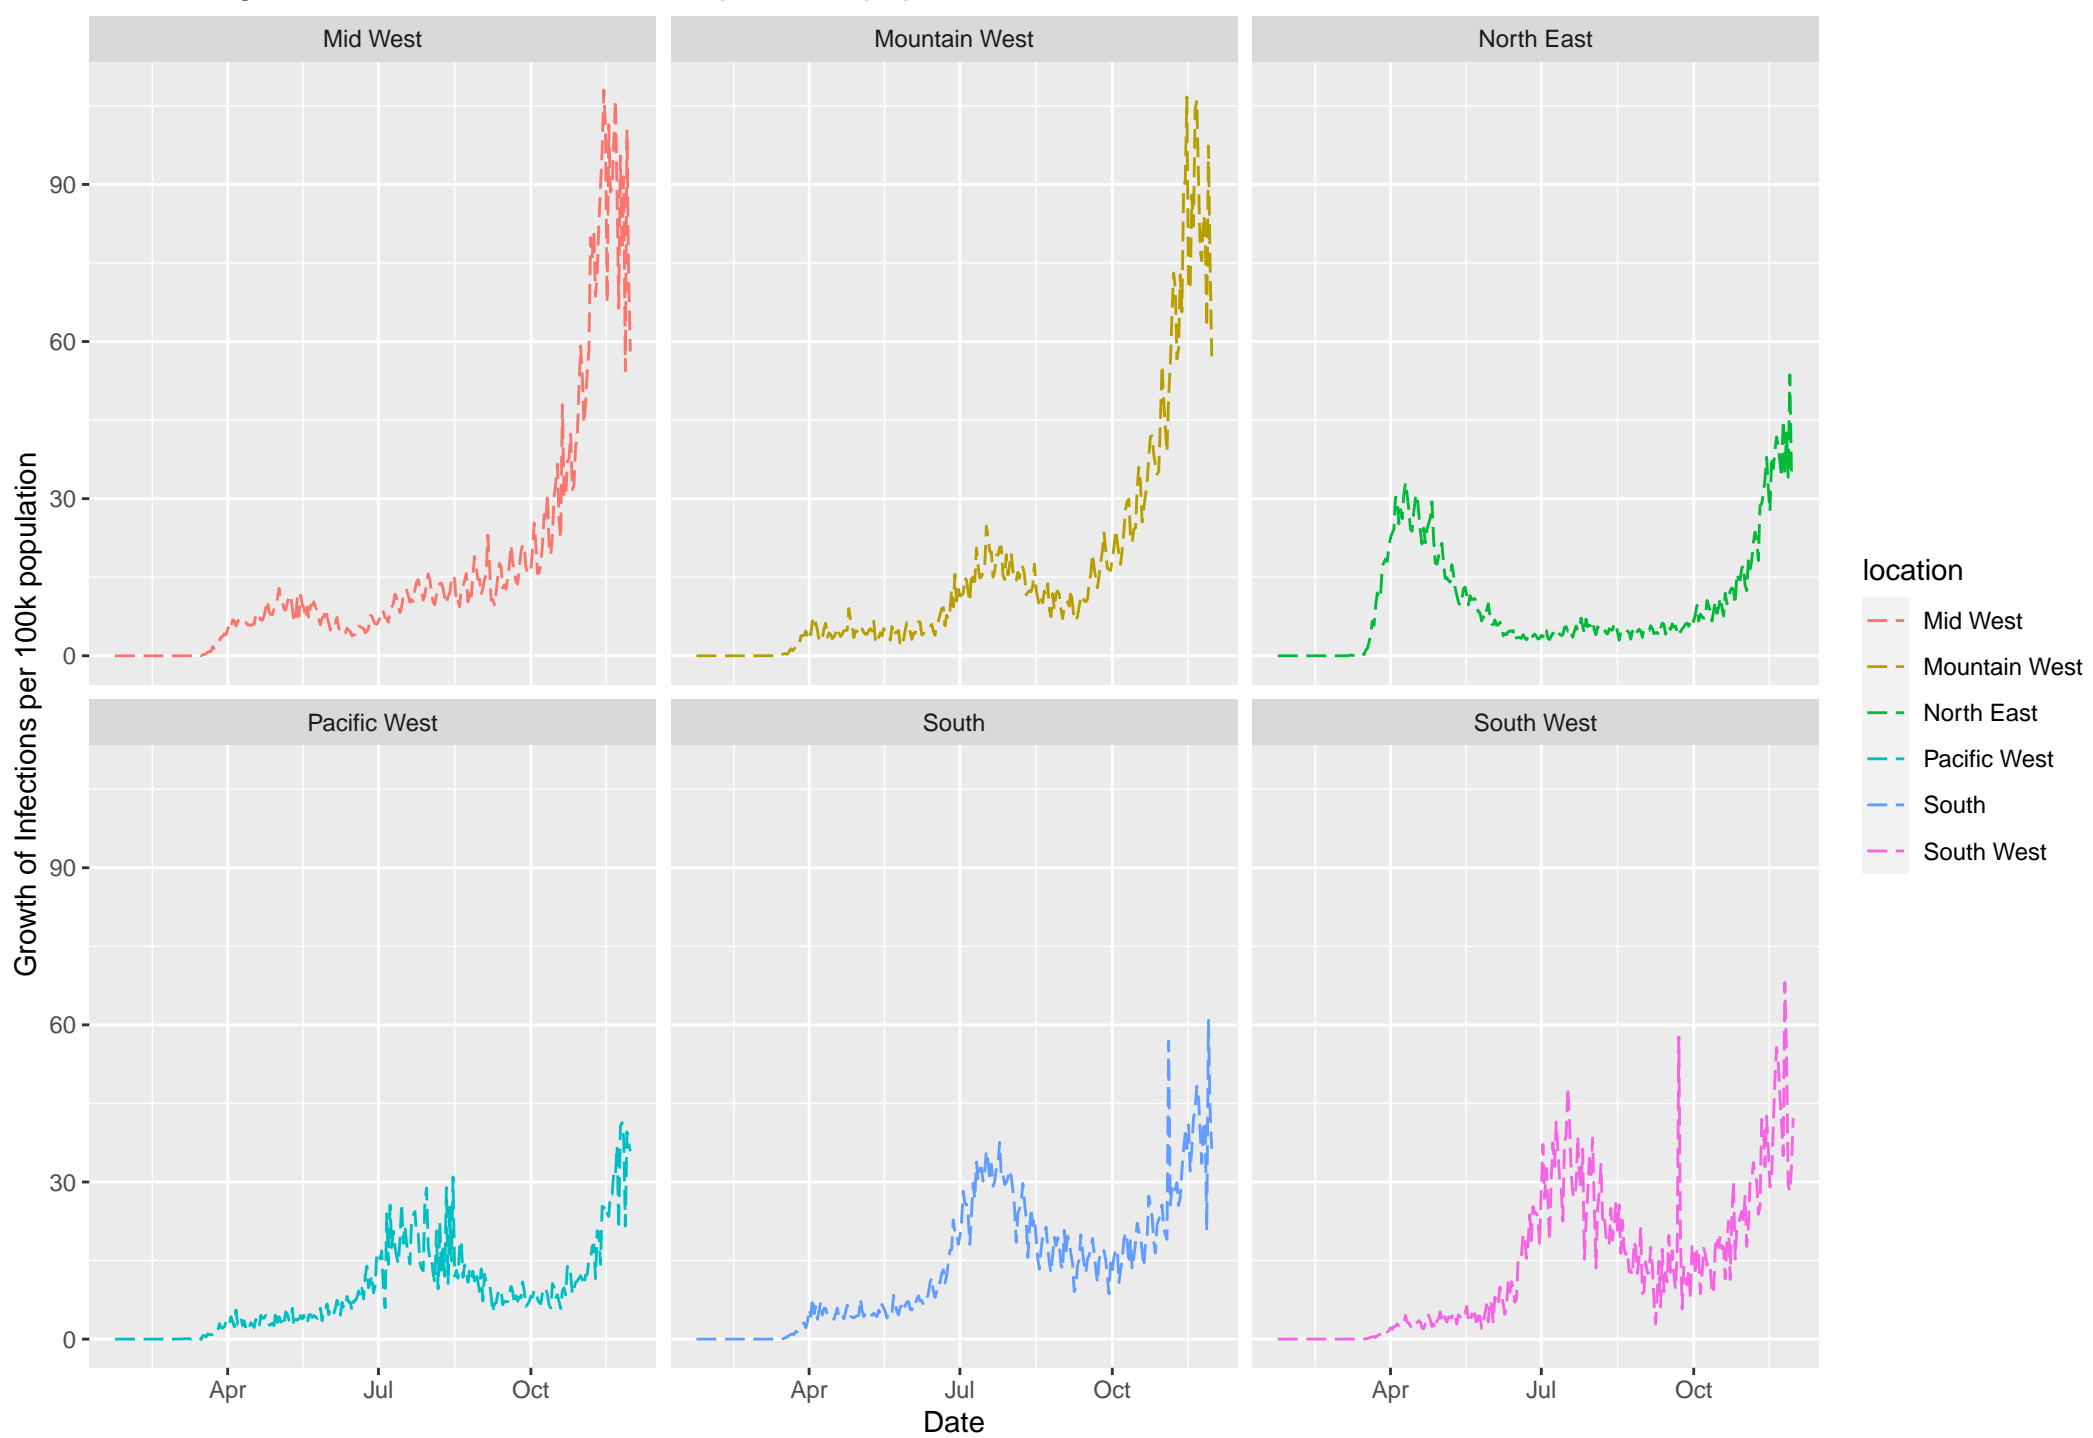 Mid West
Mountain West
North East
90
60
30
0
Pacific West
South
South West
90
60
30
0
Apr
Jul
Oct
Apr
Jul
Oct
Apr
Jul
Oct
Date
Growth of Infections per 100k population
location
Mid West
Mountain West
North East
Pacific West
South
South West